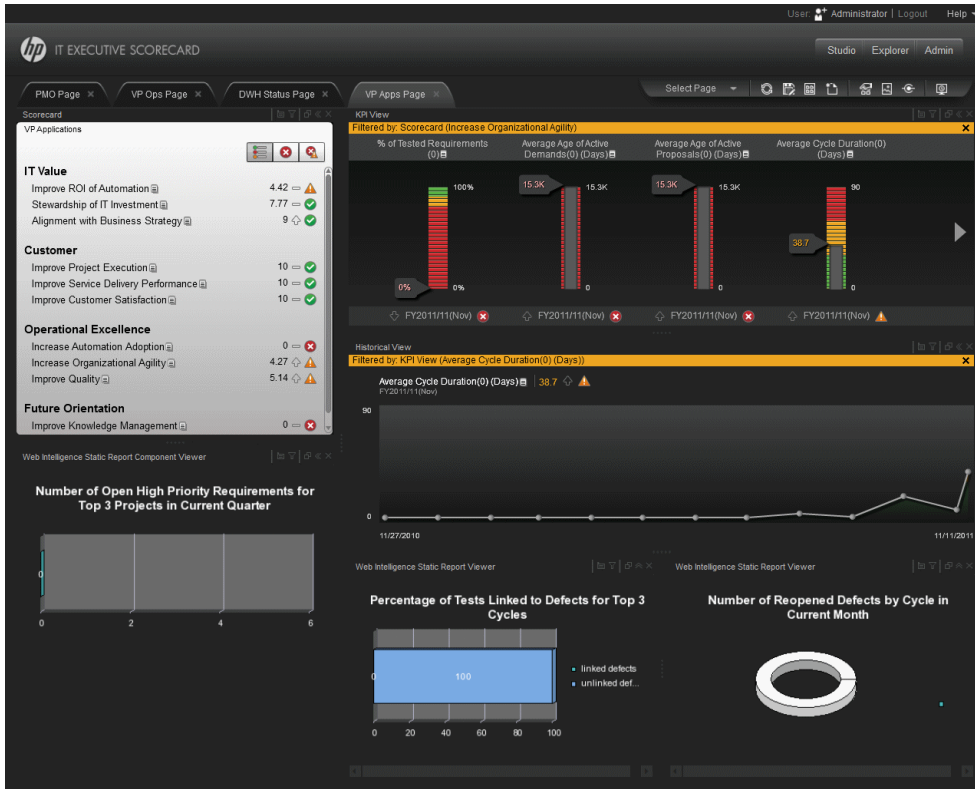 User: Administrator | Logout Help
hp IT EXECUTIVE SCORECARD
Studio Explorer Admin
PMO Page VP Ops Page DWH Status Page VP Apps Page
Select Page
Scorecard
VP Applications
IT Value
Improve ROI of Automation 4.42
Stewardship of IT Investment 7.77
Alignment with Business Strategy 9
Customer
Improve Project Execution 10
Improve Service Delivery Performance 10
Improve Customer Satisfaction 10
Operational Excellence
Increase Automation Adoption 0
Increase Organizational Agility 4.27
Improve Quality 5.14
Future Orientation
Improve Knowledge Management 0
KPI View
Filtered by: Scorecard (Increase Organizational Agility)
% of Tested Requirements
(0)
100%
0%
0%
FY2011/11(Nov)
Average Age of Active
Demands(0) (Days)
15.3K
15.3K
0
FY2011/11(Nov)
Average Age of Active
Proposals(0) (Days)
15.3K
15.3K
0
FY2011/11(Nov)
Average Cycle Duration(0)
(Days)
90
38.7
0
FY2011/11(Nov)
Historical View
Filtered by: KPI View (Average Cycle Duration(0) (Days))
Average Cycle Duration(0) (Days) 38.7
FY2011/11(Nov)
90
0
11/27/2010 11/11/2011
Web Intelligence Static Report Component Viewer
Number of Open High Priority Requirements for
Top 3 Projects in Current Quarter
0
0 2 4 6
Web Intelligence Static Report Viewer
Percentage of Tests Linked to Defects for Top 3
Cycles
0 100
linked defects
unlinked def...
0 20 40 60 80 100
Web Intelligence Static Report Viewer
Number of Reopened Defects by Cycle in
Current Month